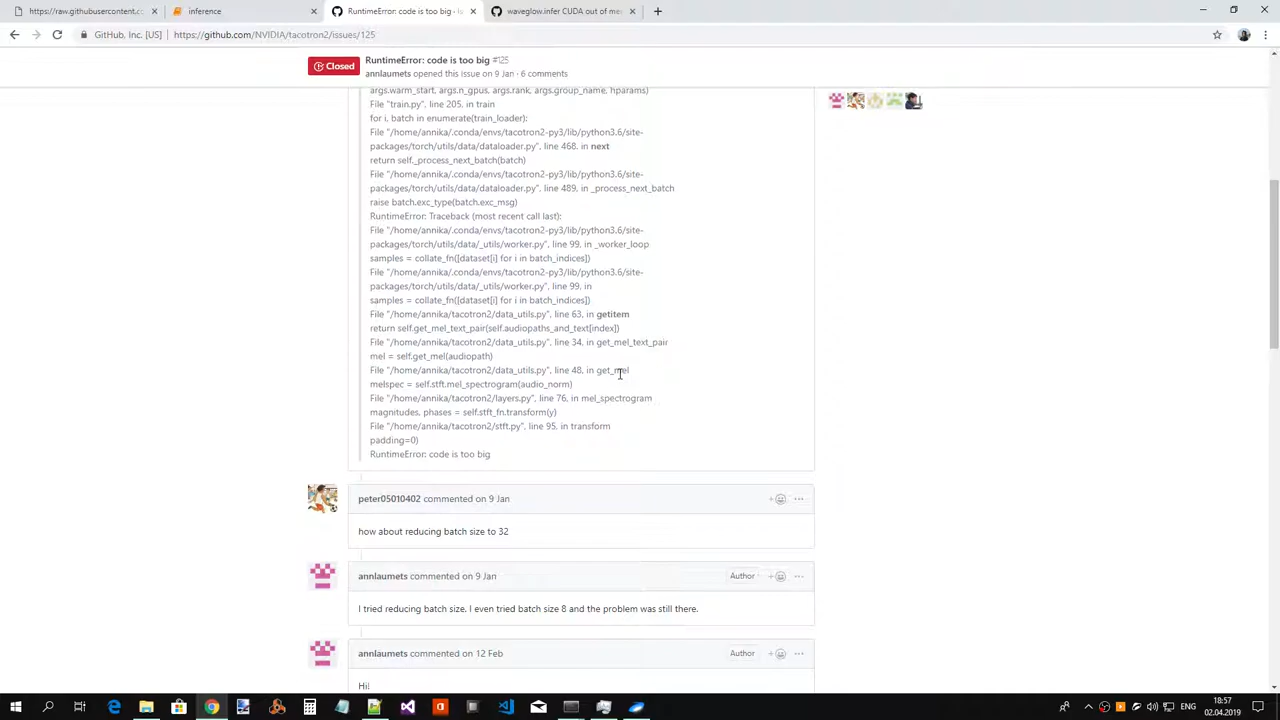 https://raw.githubusercontent.c
inference
RuntimeError: code is too big · Is
waveglow.infer CUDA out of me
GitHub, Inc. [US]
https://github.com/NVIDIA/tacotron2/issues/125
Closed
RuntimeError: code is too big #125
annlaumets opened this issue on 9 Jan · 6 comments
args.warm_start, args.n_gpus, args.rank, args.group_name, hparams)
File "train.py", line 205, in train
for i, batch in enumerate(train_loader):
File "/home/annika/.conda/envs/tacotron2-py3/lib/python3.6/site-
packages/torch/utils/data/dataloader.py", line 468, in next
return self._process_next_batch(batch)
File "/home/annika/.conda/envs/tacotron2-py3/lib/python3.6/site-
packages/torch/utils/data/dataloader.py", line 489, in _process_next_batch
raise batch.exc_type(batch.exc_msg)
RuntimeError: Traceback (most recent call last):
File "/home/annika/.conda/envs/tacotron2-py3/lib/python3.6/site-
packages/torch/utils/data/_utils/worker.py", line 99, in _worker_loop
samples = collate_fn([dataset[i] for i in batch_indices])
File "/home/annika/.conda/envs/tacotron2-py3/lib/python3.6/site-
packages/torch/utils/data/_utils/worker.py", line 99, in
samples = collate_fn([dataset[i] for i in batch_indices])
File "/home/annika/tacotron2/data_utils.py", line 63, in getitem
return self.get_mel_text_pair(self.audiopaths_and_text[index])
File "/home/annika/tacotron2/data_utils.py", line 34, in get_mel_text_pair
mel = self.get_mel(audiopath)
File "/home/annika/tacotron2/data_utils.py", line 48, in get_mel
melspec = self.stft.mel_spectrogram(audio_norm)
File "/home/annika/tacotron2/layers.py", line 76, in mel_spectrogram
magnitudes, phases = self.stft_fn.transform(y)
File "/home/annika/tacotron2/stft.py", line 95, in transform
padding=0)
RuntimeError: code is too big
peter05010402 commented on 9 Jan
how about reducing batch size to 32
annlaumets commented on 9 Jan
Author
I tried reducing batch size. I even tried batch size 8 and the problem was still there.
annlaumets commented on 12 Feb
Author
Hi!
18:57
02.04.2019